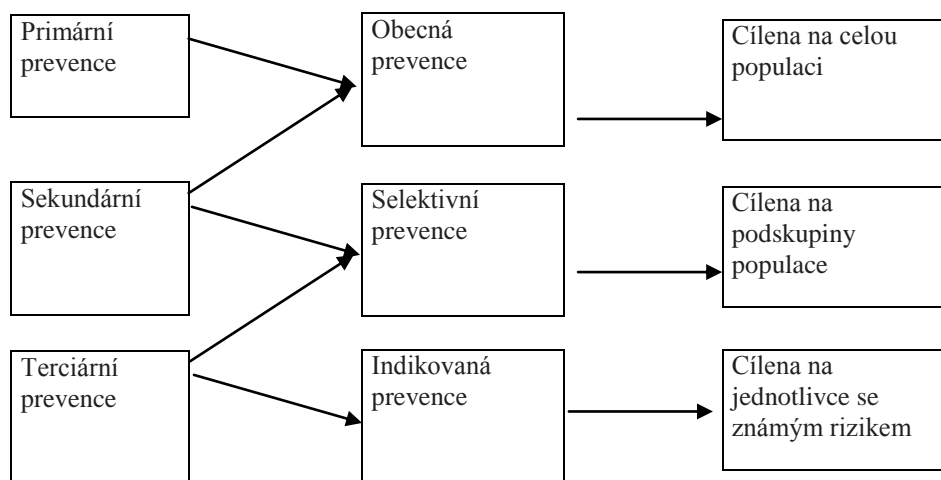 Primární
prevence
Obecná
prevence
Cílena na celou
populaci
Sekundární
prevence
Selektivní
prevence
Cílena na
podskupiny
populace
Terciární
prevence
Indikovaná
prevence
Cílena na
jednotlivce se
známým rizikem